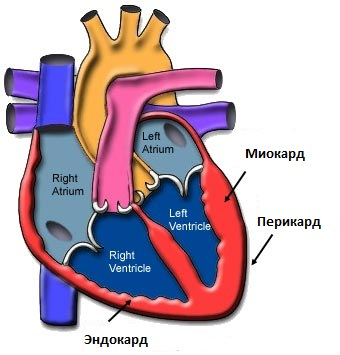 Left
Atrium
Миокард
Right
Atrium
Left
Ventricle
Перикард
Right
Ventricle
Эндокард